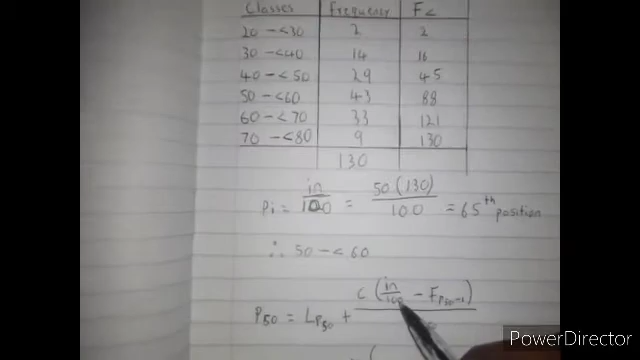 Classes Frequency F<
20 - <30 2 2
30 - <40 14 16
40 - <50 29 45
50 - <60 43 88
60 - <70 33 121
70 - <80 9 130
130
Pi = in/100 = 50(130)/100 = 65th position
∴ 50 - < 60
P50 = LP50 + c (in/100 - FP50-1)
PowerDirector